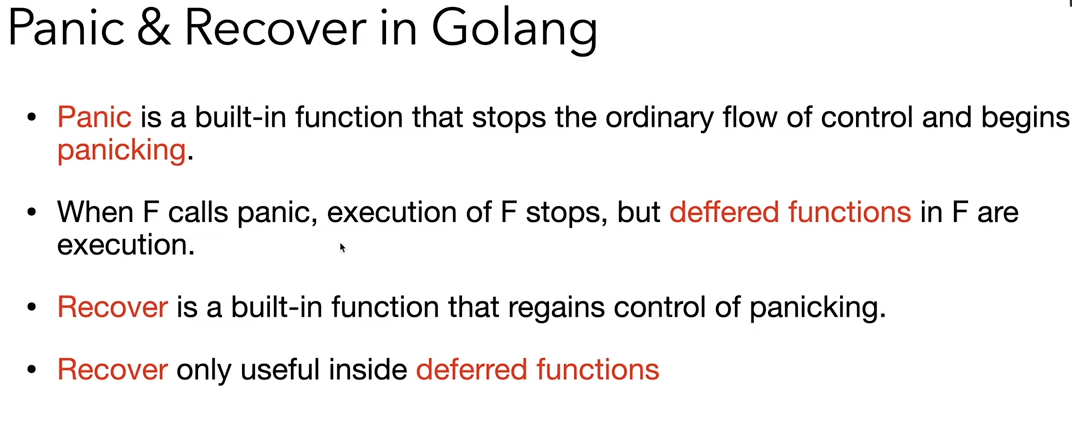 Panic & Recover in Golang
• Panic is a built-in function that stops the ordinary flow of control and begins
panicking.
• When F calls panic, execution of F stops, but deffered functions in F are
execution.
• Recover is a built-in function that regains control of panicking.
• Recover only useful inside deferred functions